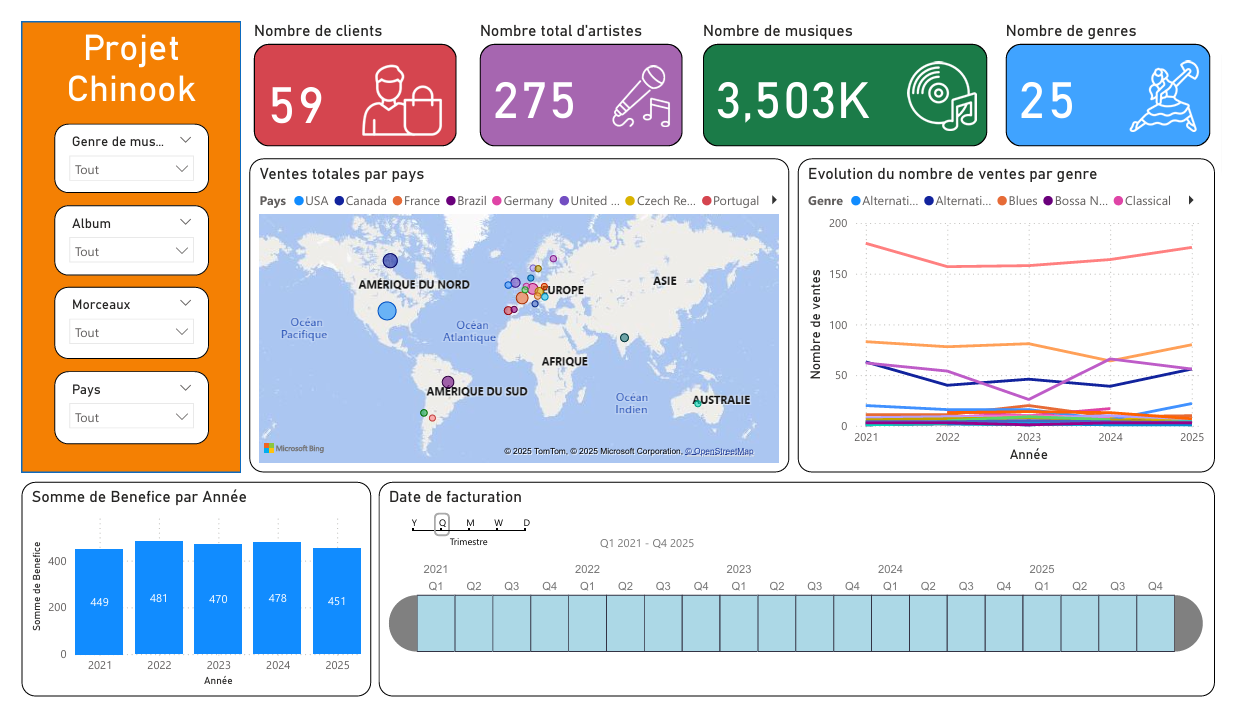 Projet
Chinook
Genre de mus...
Tout
Album
Tout
Morceaux
Tout
Pays
Tout
Nombre de clients
59
Nombre total d'artistes
275
Nombre de musiques
3,503K
Nombre de genres
25
Ventes totales par pays
Pays USA Canada France Brazil Germany United ... Czech Re... Portugal
AMÉRIQUE DU NORD
EUROPE
ASIE
Océan
Pacifique
Océan
Atlantique
AFRIQUE
AMÉRIQUE DU SUD
Océan
Indien
AUSTRALIE
Microsoft Bing
© 2025 TomTom, © 2025 Microsoft Corporation, © OpenStreetMap
Evolution du nombre de ventes par genre
Genre Alternati... Alternati... Blues Bossa N... Classical
Nombre de ventes
200
150
100
50
0
2021 2022 2023 2024 2025
Année
Somme de Benefice par Année
Somme de Benefice
400
200
0
449 481 470 478 451
2021 2022 2023 2024 2025
Année
Date de facturation
Y Q M W D
Trimestre
Q1 2021 - Q4 2025
2021 2022 2023 2024 2025
Q1 Q2 Q3 Q4 Q1 Q2 Q3 Q4 Q1 Q2 Q3 Q4 Q1 Q2 Q3 Q4 Q1 Q2 Q3 Q4